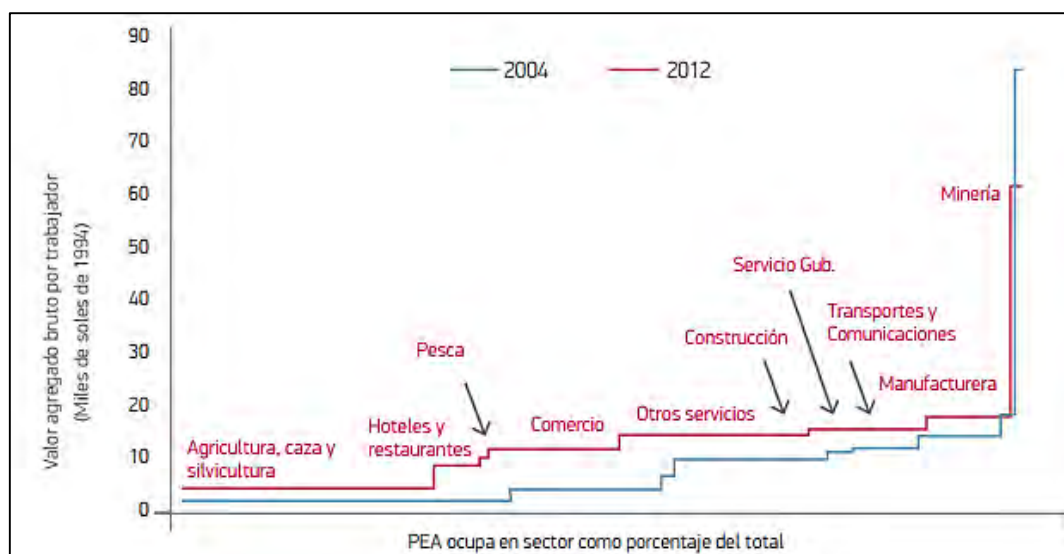 Valor agregado bruto por trabajador
(Miles de soles de 1994)
90
80
70
60
50
40
30
20
10
0
2004
2012
Minería
Servicio Gub.
Transportes y
Comunicaciones
Construcción
Pesca
Manufacturera
Otros servicios
Comercio
Hoteles y
restaurantes
Agricultura, caza y
silvicultura
PEA ocupa en sector como porcentaje del total